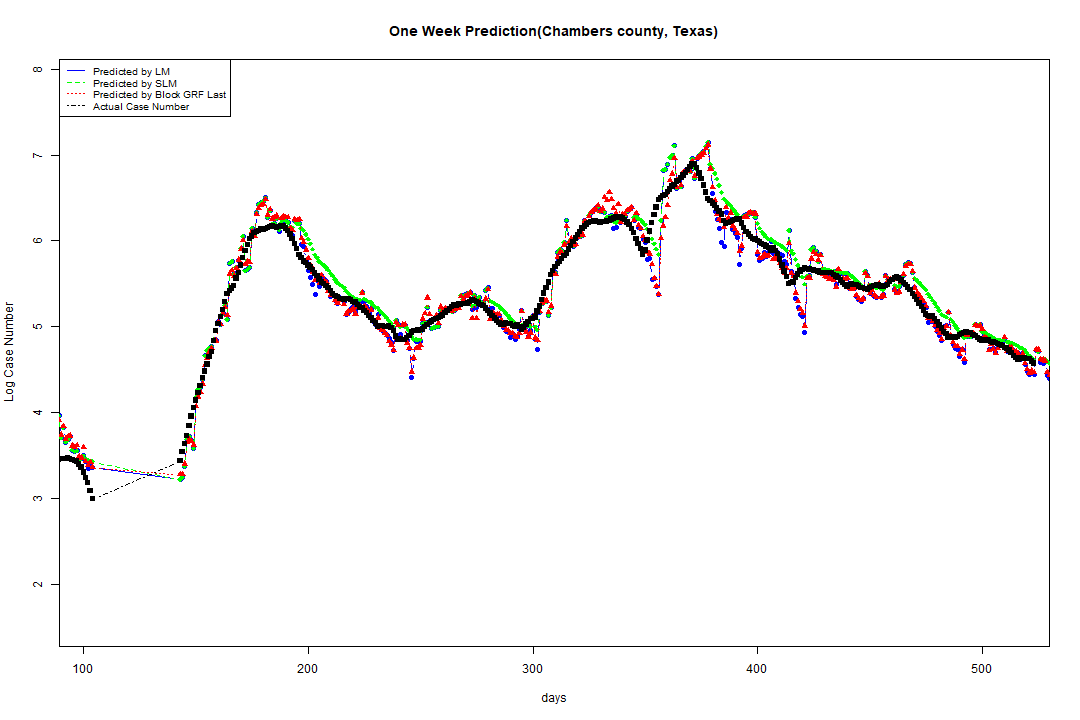 One Week Prediction(Chambers county, Texas)
Predicted by LM
Predicted by SLM
Predicted by Block GRF Last
Actual Case Number
8
7
6
5
4
3
2
Log Case Number
100 200 300 400 500
days